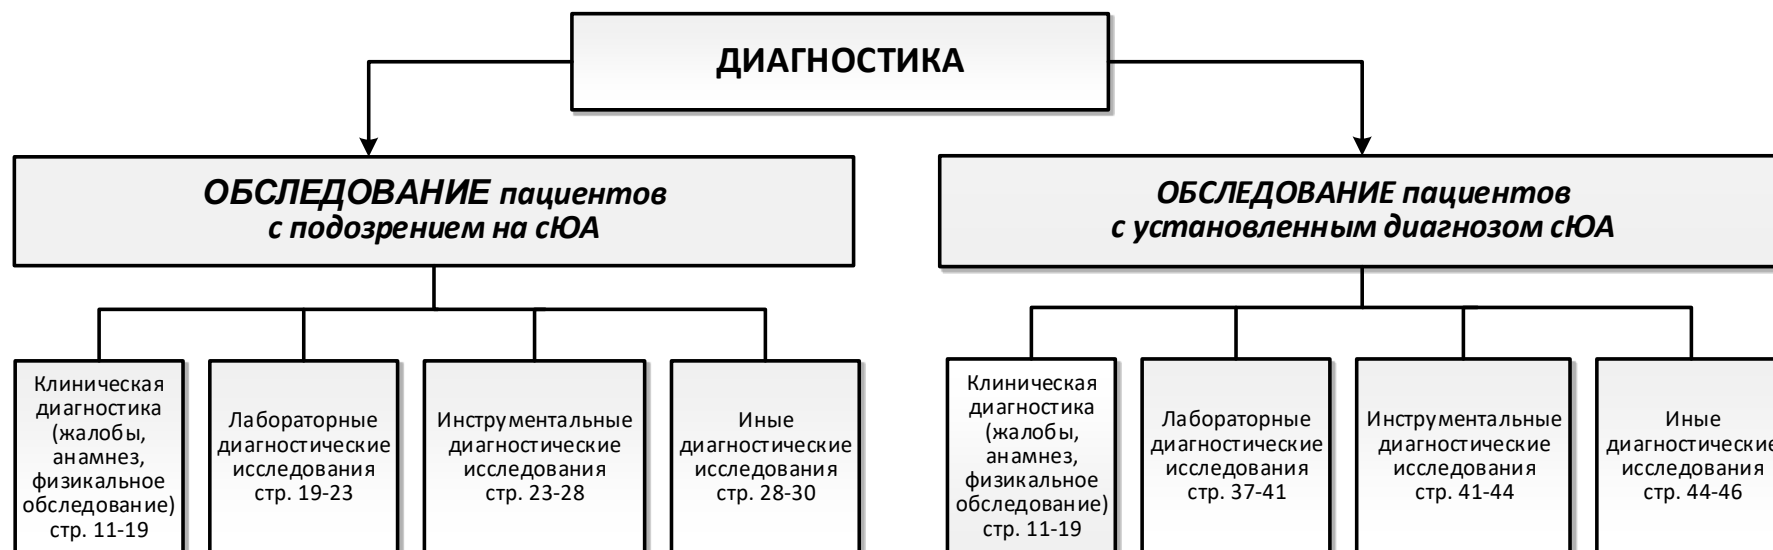 ДИАГНОСТИКА
ОБСЛЕДОВАНИЕ пациентов
с подозрением на сЮА
ОБСЛЕДОВАНИЕ пациентов
с установленным диагнозом сЮА
Клиническая
диагностика
(жалобы,
анамнез,
физикальное
обследование)
стр. 11-19
Лабораторные
диагностические
исследования
стр. 19-23
Инструментальные
диагностические
исследования
стр. 23-28
Иные
диагностические
исследования
стр. 28-30
Клиническая
диагностика
(жалобы,
анамнез,
физикальное
обследование)
стр. 11-19
Лабораторные
диагностические
исследования
стр. 37-41
Инструментальные
диагностические
исследования
стр. 41-44
Иные
диагностические
исследования
стр. 44-46